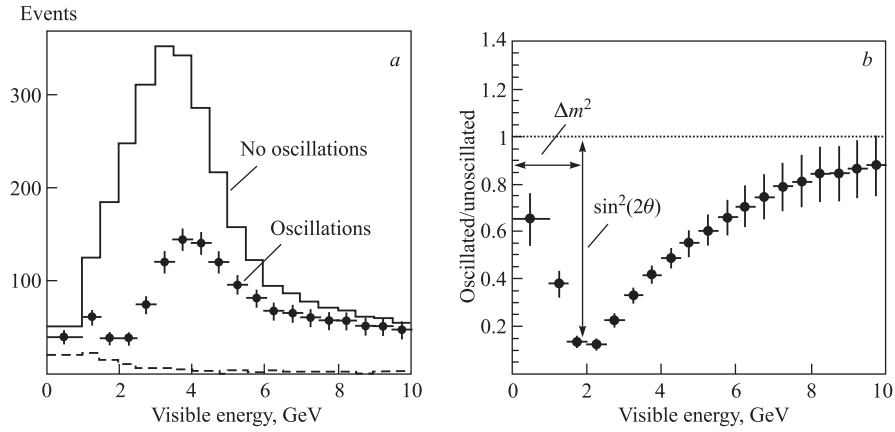 Events
a
300
200
100
No oscillations
Oscillations
0 2 4 6 8 10
Visible energy, GeV
b
1.4
1.2
1
0.8
0.6
0.4
0.2
Δm²
sin²(2θ)
Oscillated/unoscillated
0 2 4 6 8 10
Visible energy, GeV